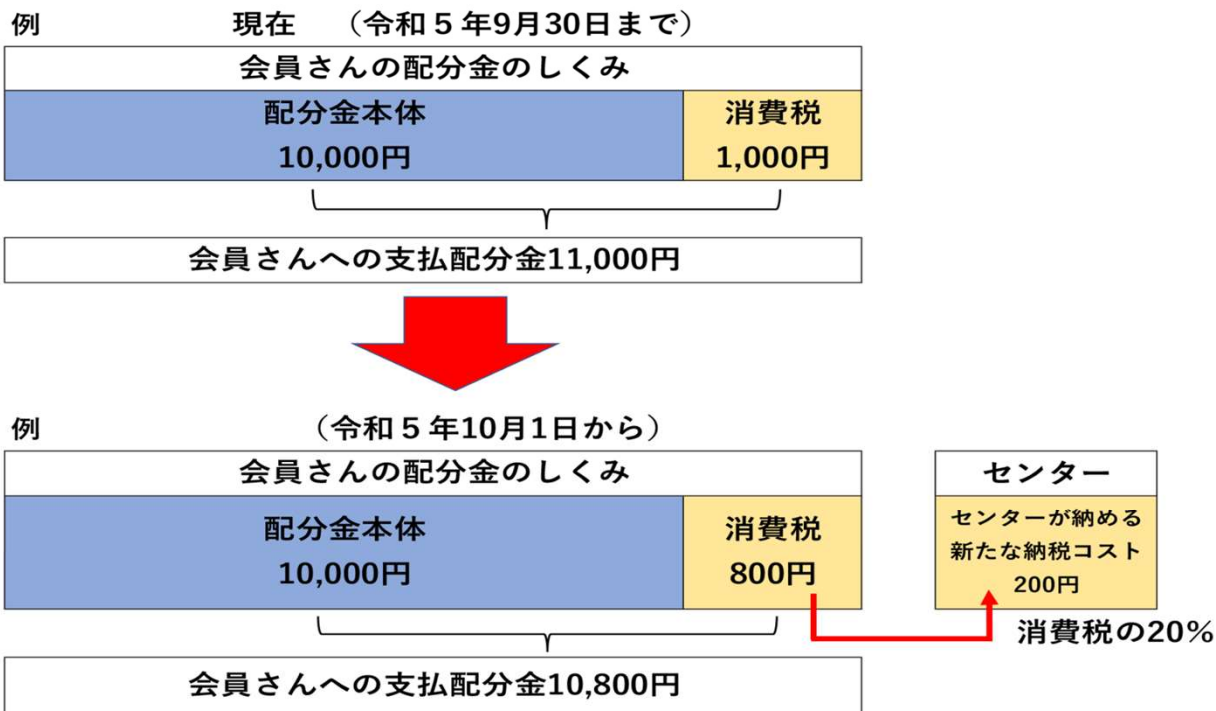 例 現在 （令和５年9月30日まで）
会員さんの配分金のしくみ
配分金本体
10,000円
消費税
1,000円
会員さんへの支払配分金11,000円
例 （令和５年10月1日から）
会員さんの配分金のしくみ
配分金本体
10,000円
消費税
800円
センター
センターが納める
新たな納税コスト
200円
消費税の20%
会員さんへの支払配分金10,800円